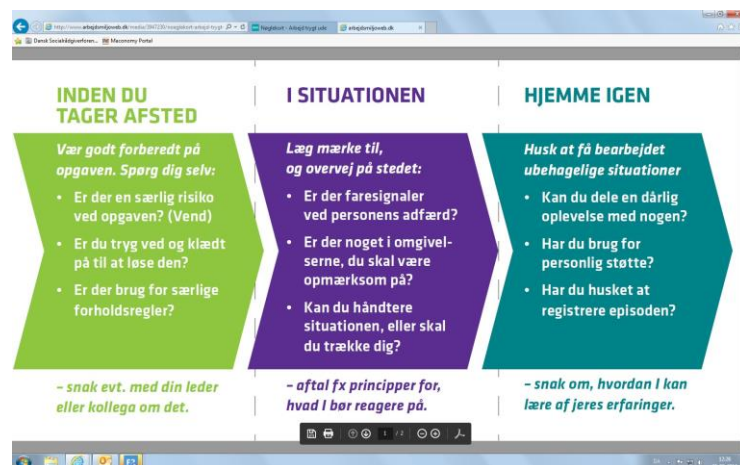 Nøglekort - Arbejd trygt ude
arbejdsmiljoweb.dk
Maconomy Portal
INDEN DU
TAGER AFSTED
Vær godt forberedt på
opgaven. Spørg dig selv:
• Er der en særlig risiko
ved opgaven? (Vend)
• Er du tryg ved og klædt
på til at løse den?
• Er der brug for særlige
forholdsregler?
– snak evt. med din leder
eller kollega om det.
I SITUATIONEN
Læg mærke til,
og overvej på stedet:
• Er der faresignaler
ved personens adfærd?
• Er der noget i omgivel-
serne, du skal være
opmærksom på?
• Kan du håndtere
situationen, eller skal
du trække dig?
– aftal fx principper for,
hvad I bør reagere på.
HJEMME IGEN
Husk at få bearbejdet
ubehagelige situationer
• Kan du dele en dårlig
oplevelse med nogen?
• Har du brug for
personlig støtte?
• Har du husket at
registrere episoden?
– snak om, hvordan I kan
lære af jeres erfaringer.
1 / 2